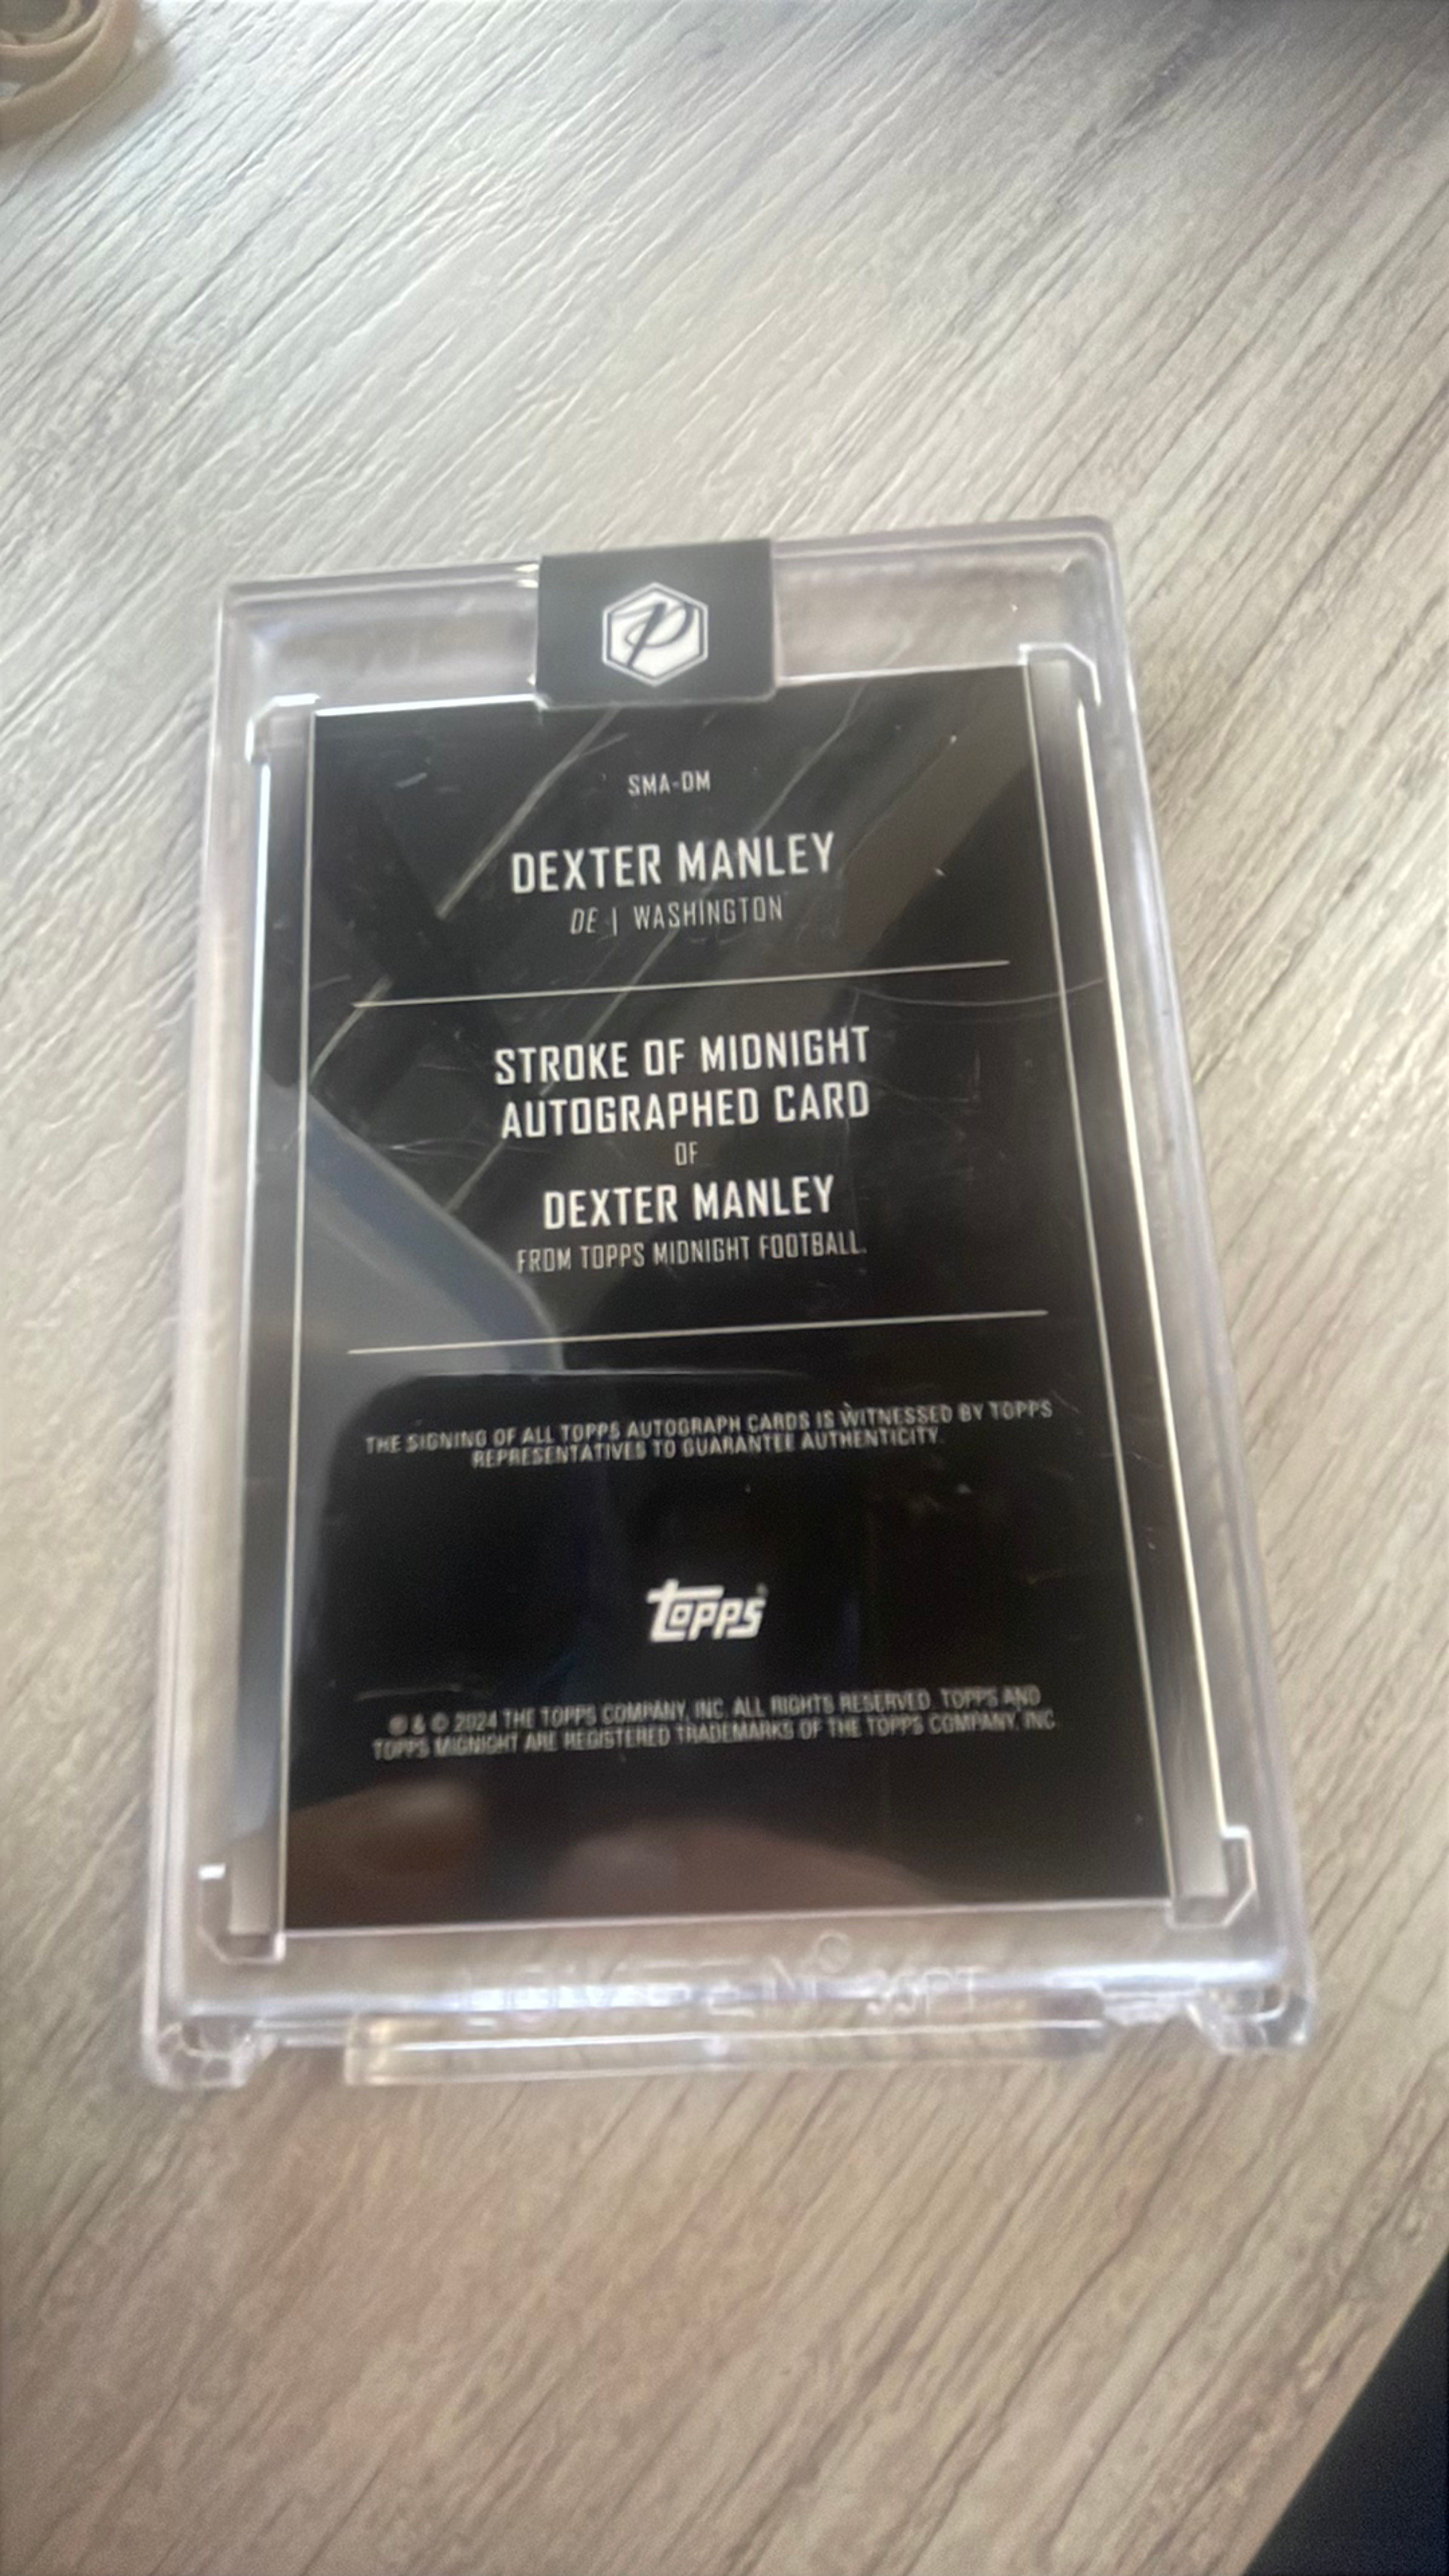 P
SMA-DM
DEXTER MANLEY
DE | WASHINGTON
STROKE OF MIDNIGHT
AUTOGRAPHED CARD
OF
DEXTER MANLEY
FROM TOPPS MIDNIGHT FOOTBALL.
THE SIGNING OF ALL TOPPS AUTOGRAPH CARDS IS WITNESSED BY TOPPS
REPRESENTATIVES TO GUARANTEE AUTHENTICITY.
topps
® & © 2024 THE TOPPS COMPANY, INC. ALL RIGHTS RESERVED. TOPPS AND
TOPPS MIDNIGHT ARE REGISTERED TRADEMARKS OF THE TOPPS COMPANY, INC.
35PT